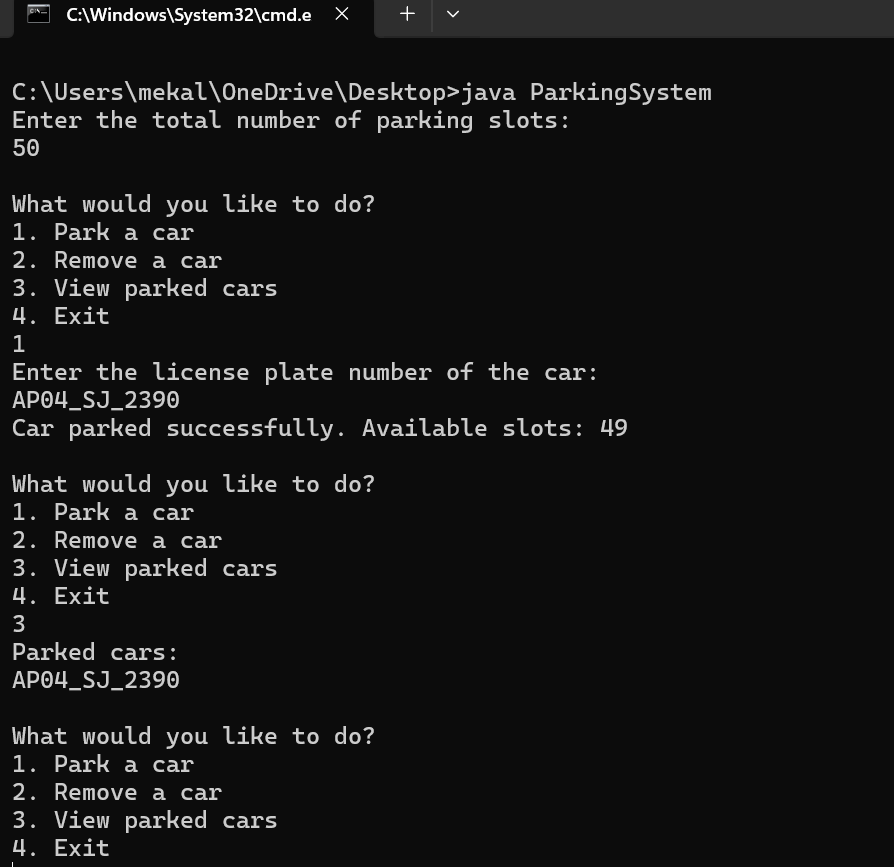 C:\Windows\System32\cmd.e
C:\Users\mekal\OneDrive\Desktop>java ParkingSystem
Enter the total number of parking slots:
50
What would you like to do?
1. Park a car
2. Remove a car
3. View parked cars
4. Exit
1
Enter the license plate number of the car:
AP04_SJ_2390
Car parked successfully. Available slots: 49
What would you like to do?
1. Park a car
2. Remove a car
3. View parked cars
4. Exit
3
Parked cars:
AP04_SJ_2390
What would you like to do?
1. Park a car
2. Remove a car
3. View parked cars
4. Exit